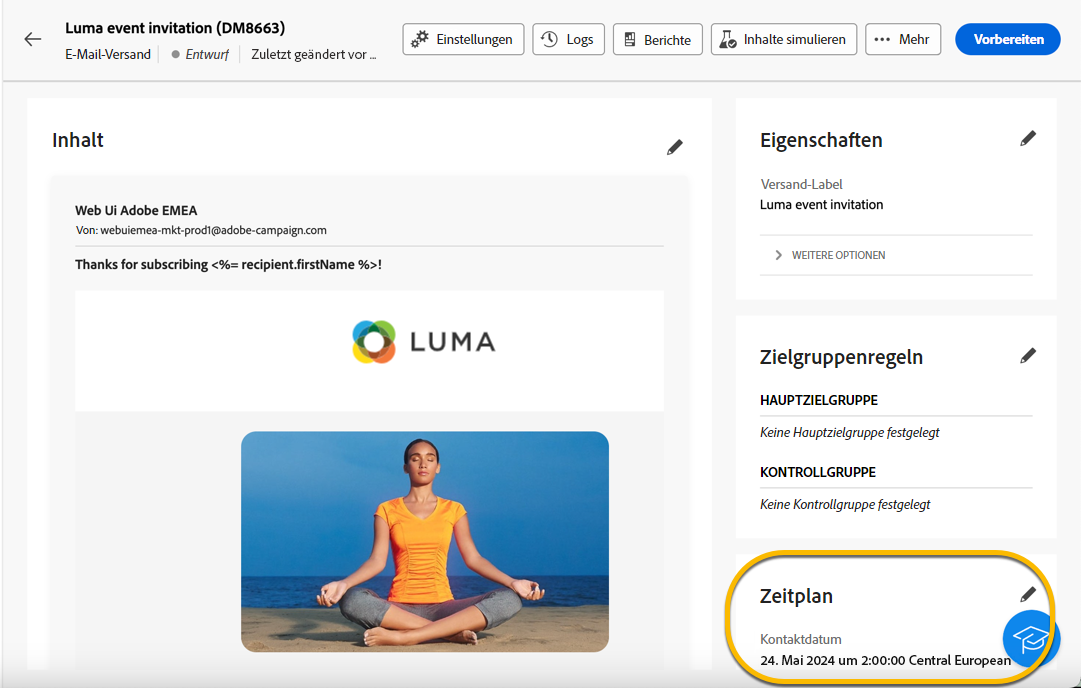 Luma event invitation (DM8663)
E-Mail-Versand
Entwurf
Zuletzt geändert vor ...
Einstellungen
Logs
Berichte
Inhalte simulieren
Mehr
Vorbereiten
Inhalt
Web Ui Adobe EMEA
Von: webuiemea-mkt-prod1@adobe-campaign.com
Thanks for subscribing <%= recipient.firstName %>!
LUMA
Eigenschaften
Versand-Label
Luma event invitation
WEITERE OPTIONEN
Zielgruppenregeln
HAUPTZIELGRUPPE
Keine Hauptzielgruppe festgelegt
KONTROLLGRUPPE
Keine Kontrollgruppe festgelegt
Zeitplan
Kontaktdatum
24. Mai 2024 um 2:00:00 Central European